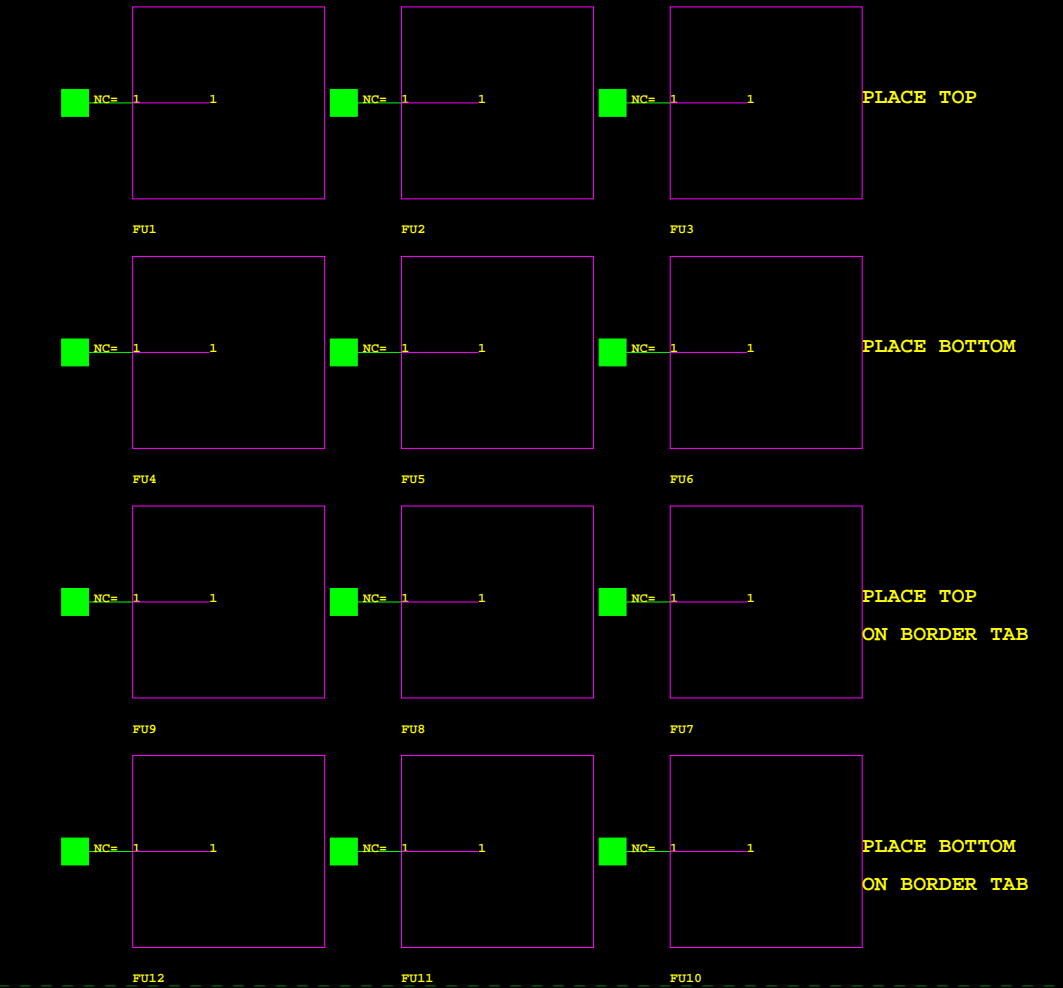 NC= 1 1 NC= 1 1 NC= 1 1 PLACE TOP
FU1 FU2 FU3
NC= 1 1 NC= 1 1 NC= 1 1 PLACE BOTTOM
FU4 FU5 FU6
NC= 1 1 NC= 1 1 NC= 1 1 PLACE TOP
ON BORDER TAB
FU9 FU8 FU7
NC= 1 1 NC= 1 1 NC= 1 1 PLACE BOTTOM
ON BORDER TAB
FU12 FU11 FU10